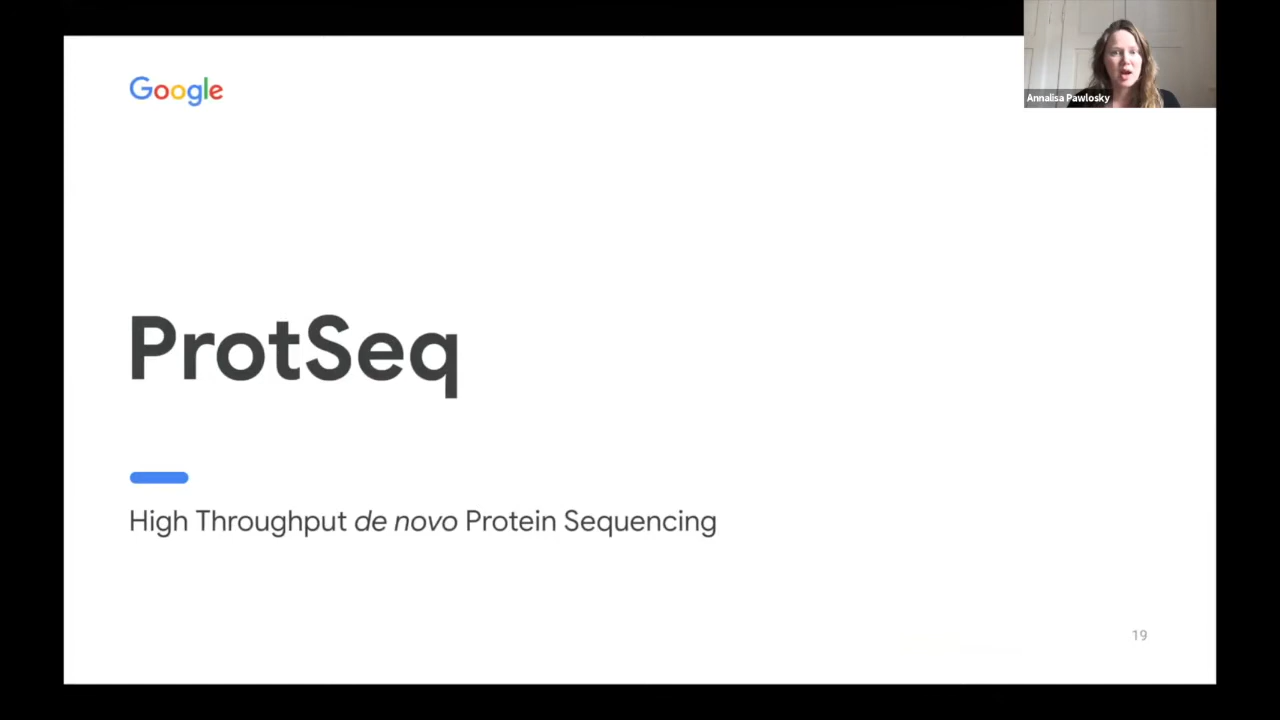 Google
Annalisa Pawlosky
ProtSeq
High Throughput de novo Protein Sequencing
19